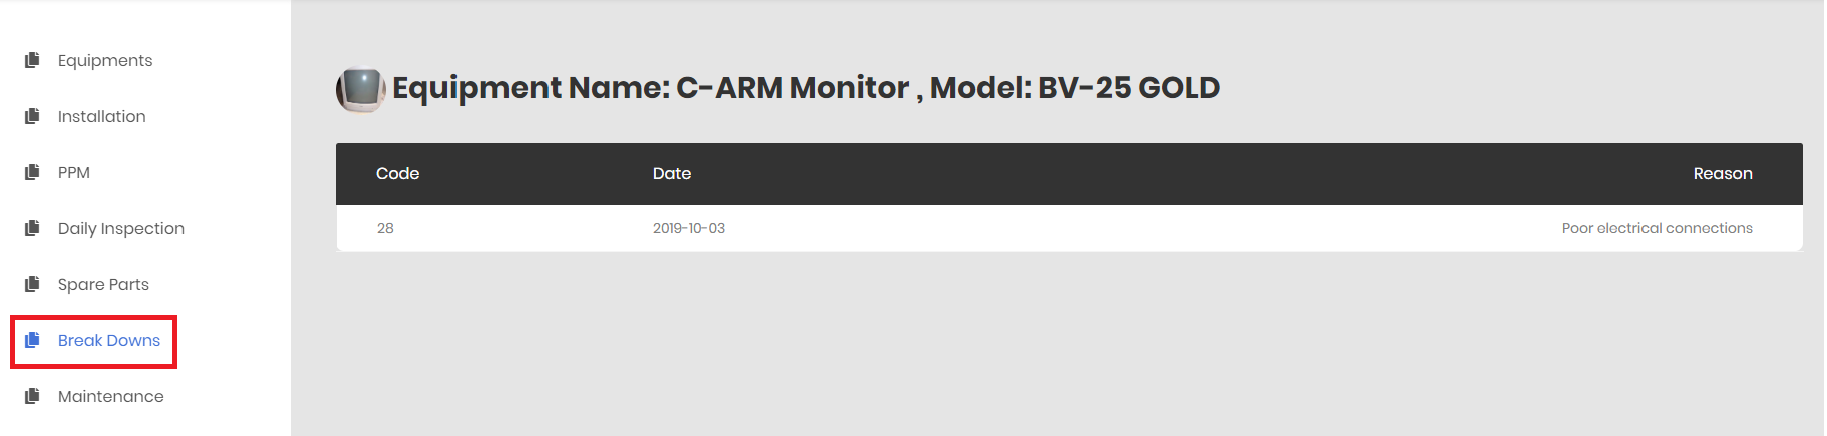 Equipments
Installation
PPM
Daily Inspection
Spare Parts
Break Downs
Maintenance
Equipment Name: C-ARM Monitor , Model: BV-25 GOLD
Code Date Reason
28 2019-10-03 Poor electrical connections